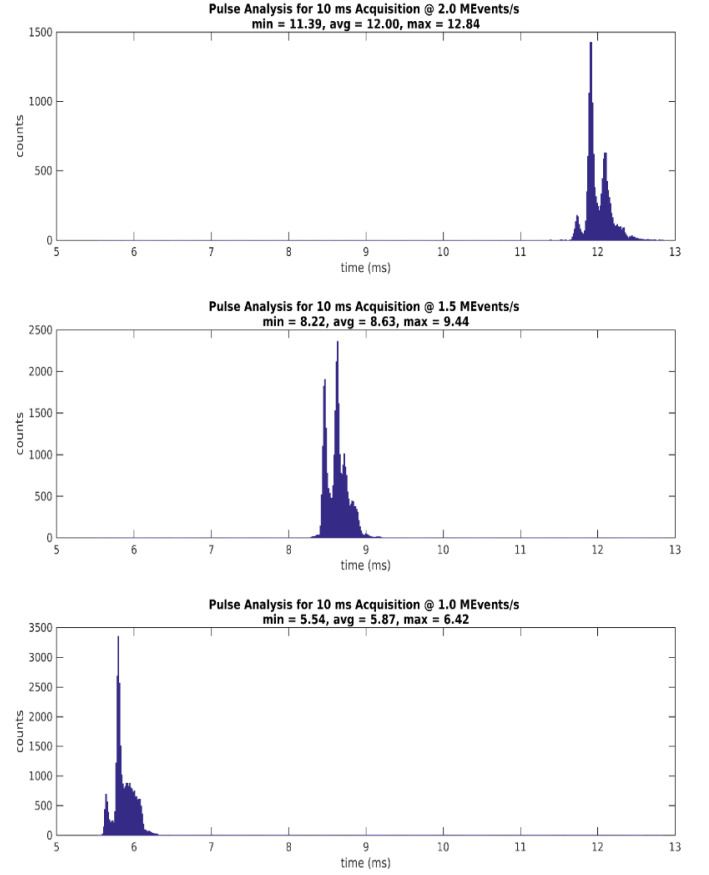 Pulse Analysis for 10 ms Acquisition @ 2.0 MEvents/s
min = 11.39, avg = 12.00, max = 12.84
1500
1000
500
0
counts
5 6 7 8 9 10 11 12 13
time (ms)
Pulse Analysis for 10 ms Acquisition @ 1.5 MEvents/s
min = 8.22, avg = 8.63, max = 9.44
2500
2000
1500
1000
500
0
counts
5 6 7 8 9 10 11 12 13
time (ms)
Pulse Analysis for 10 ms Acquisition @ 1.0 MEvents/s
min = 5.54, avg = 5.87, max = 6.42
3500
3000
2500
2000
1500
1000
500
0
counts
5 6 7 8 9 10 11 12 13
time (ms)